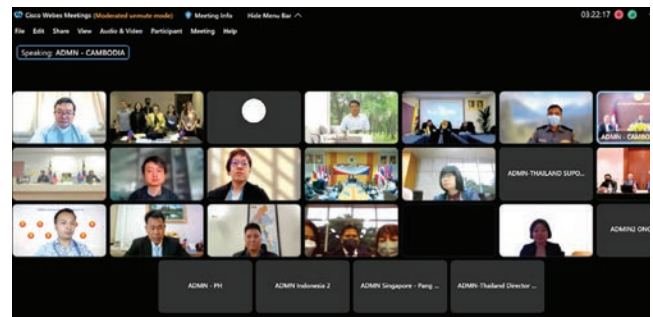 Cisco Webex Meetings (Moderated unmute mode) Meeting Info Hide Menu Bar 03:22:17
File Edit Share View Audio & Video Participant Meeting Help
Speaking: ADMN - CAMBODIA
ADMN - CAMBO
ADMN-THAILAND SUPO...
ADMIN2 ONC
ADMN - PH ADMN Indonesia 2 ADMN Singapore - Pang ... ADMN-Thailand Director ...